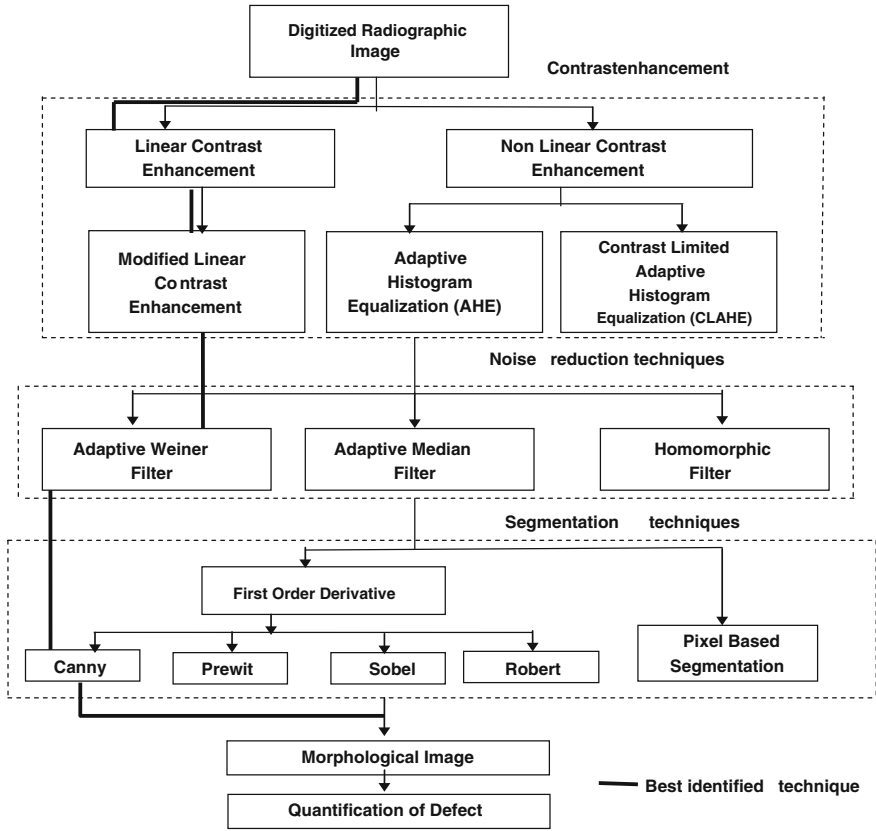 Digitized Radiographic
Image
Contrastenhancement
Linear Contrast
Enhancement
Non Linear Contrast
Enhancement
Modified Linear
Contrast
Enhancement
Adaptive
Histogram
Equalization (AHE)
Contrast Limited
Adaptive
Histogram
Equalization (CLAHE)
Noise reduction techniques
Adaptive Weiner
Filter
Adaptive Median
Filter
Homomorphic
Filter
Segmentation techniques
First Order Derivative
Canny
Prewit
Sobel
Robert
Pixel Based
Segmentation
Morphological Image
Best identified technique
Quantification of Defect